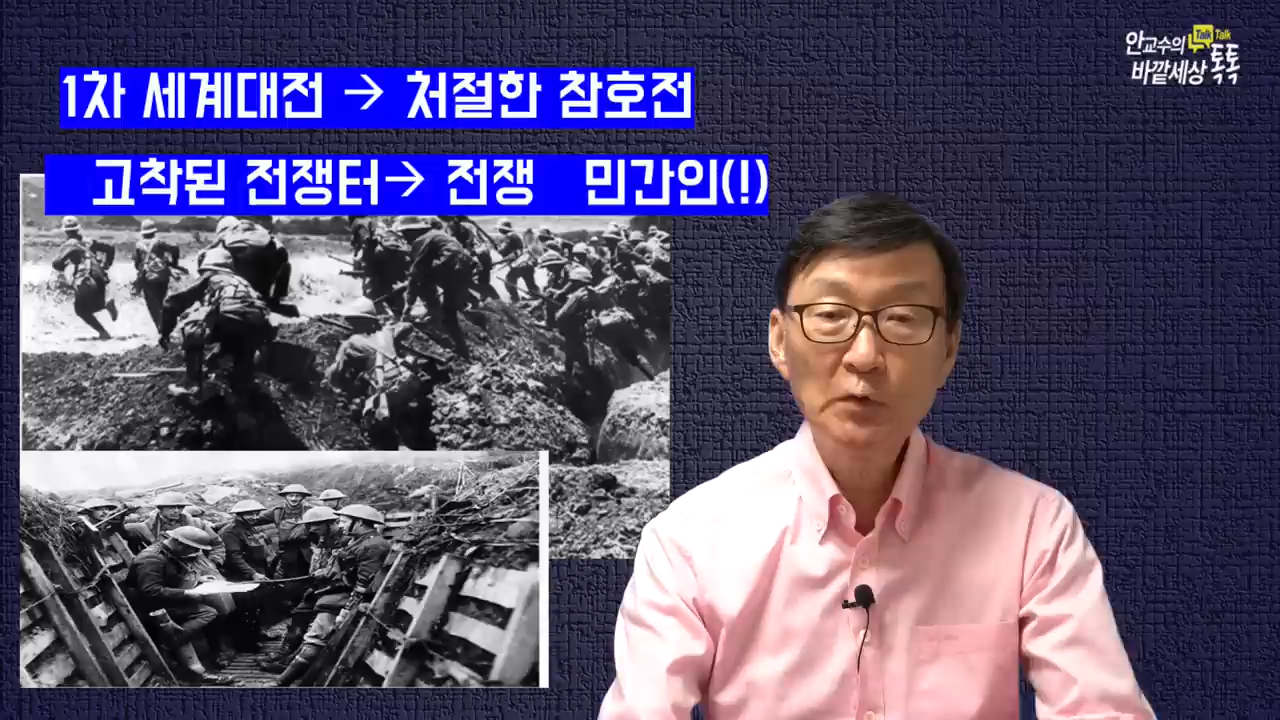 1차 세계대전 → 처절한 참호전
고착된 전쟁터→ 전쟁 민간인(!)
안교수의 Talk Talk 톡톡
바깥세상